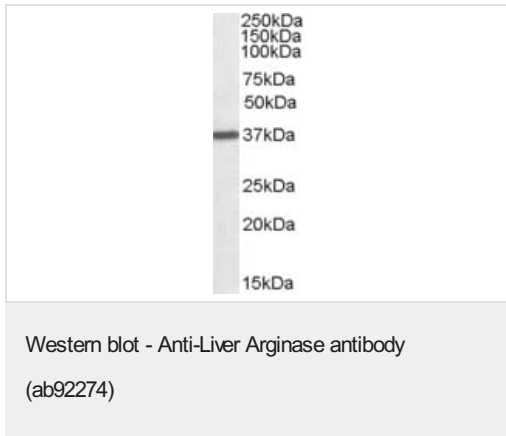 250kDa
150kDa
100kDa
75kDa
50kDa
37kDa
25kDa
20kDa
15kDa
Western blot - Anti-Liver Arginase antibody
(ab92274)